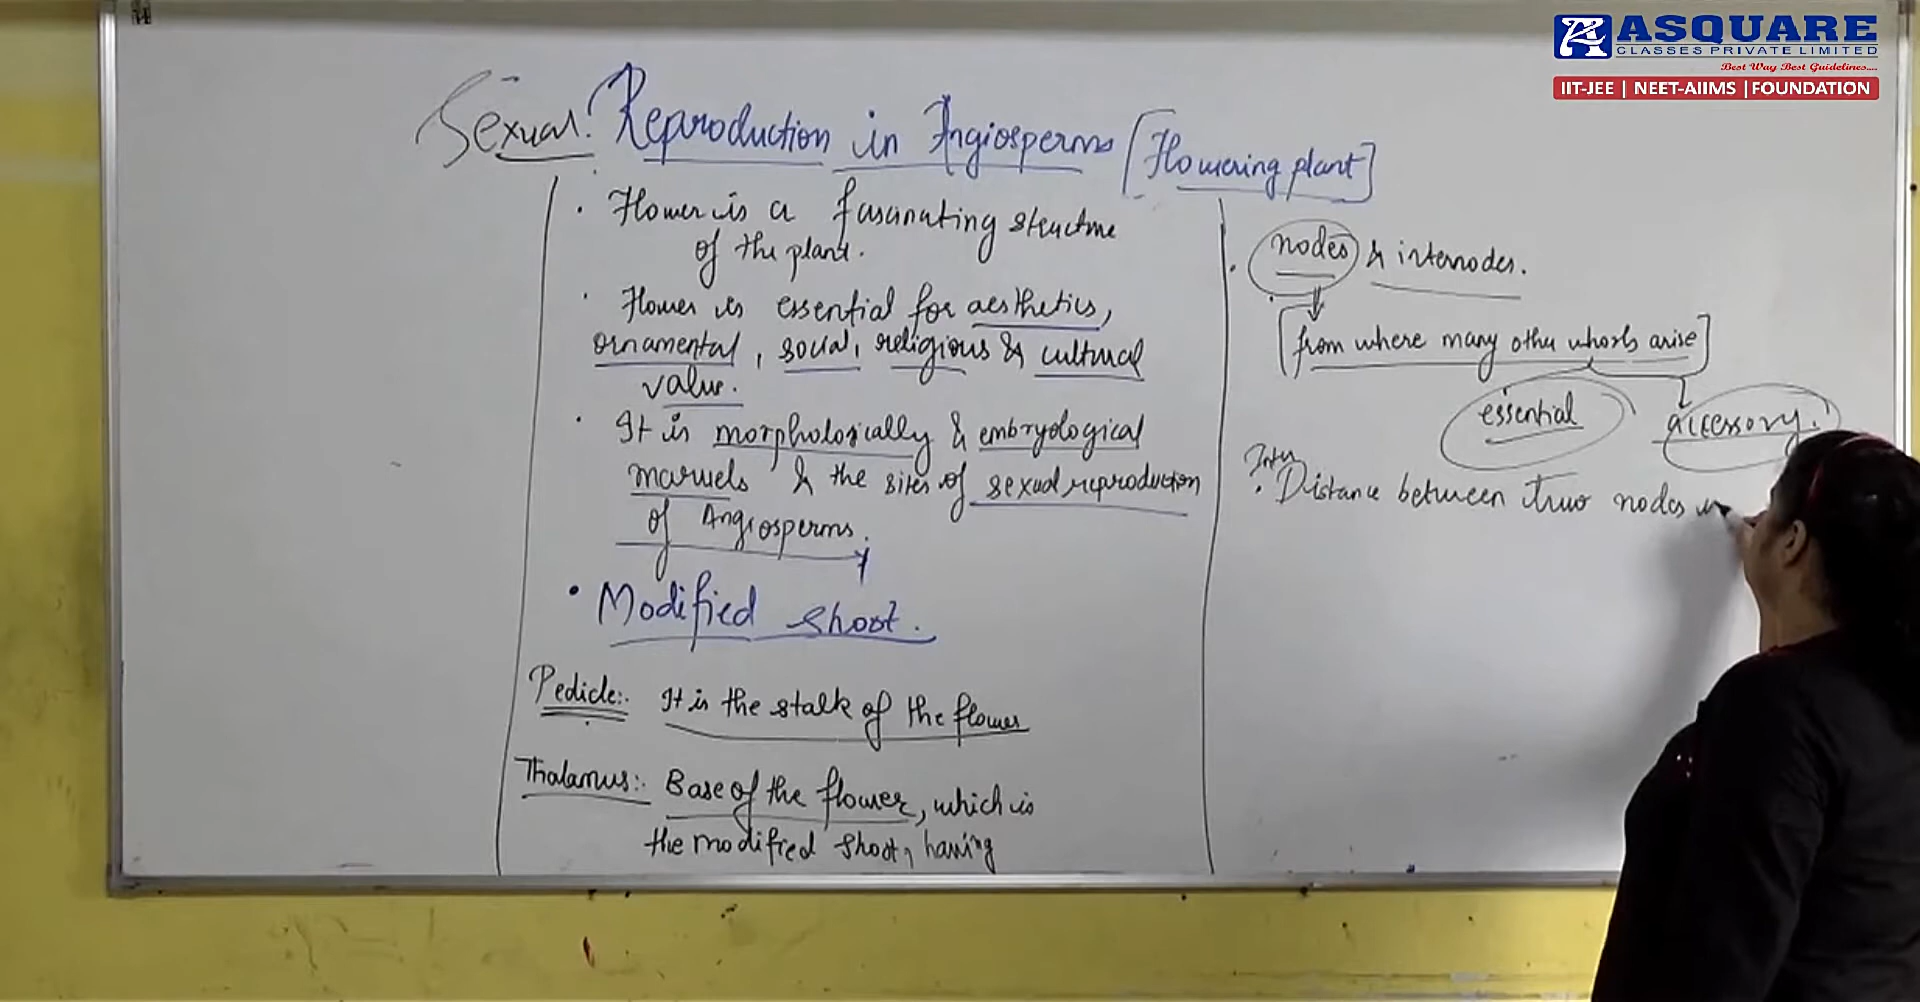 ASQUARE
CLASSES PRIVATE LIMITED
Best Way Best Guidelines....
IIT-JEE | NEET-AIIMS | FOUNDATION
Sexual Reproduction in Angiosperms [Flowering plant]
• Flower is a fascinating structure
of the plant.
• Flower is essential for aesthetics,
ornamental, social, religious & cultural
value.
• It is morphologically & embryological
marvels & the sites of sexual reproduction
of Angiosperms.
• Modified shoot.
Pedicle:. It is the stalk of the flower
Thalamus:. Base of the flower, which is
the modified shoot, having
• nodes & internodes.
[from where many other whorls arise]
essential accessory.
Inter
• Distance between two nodes